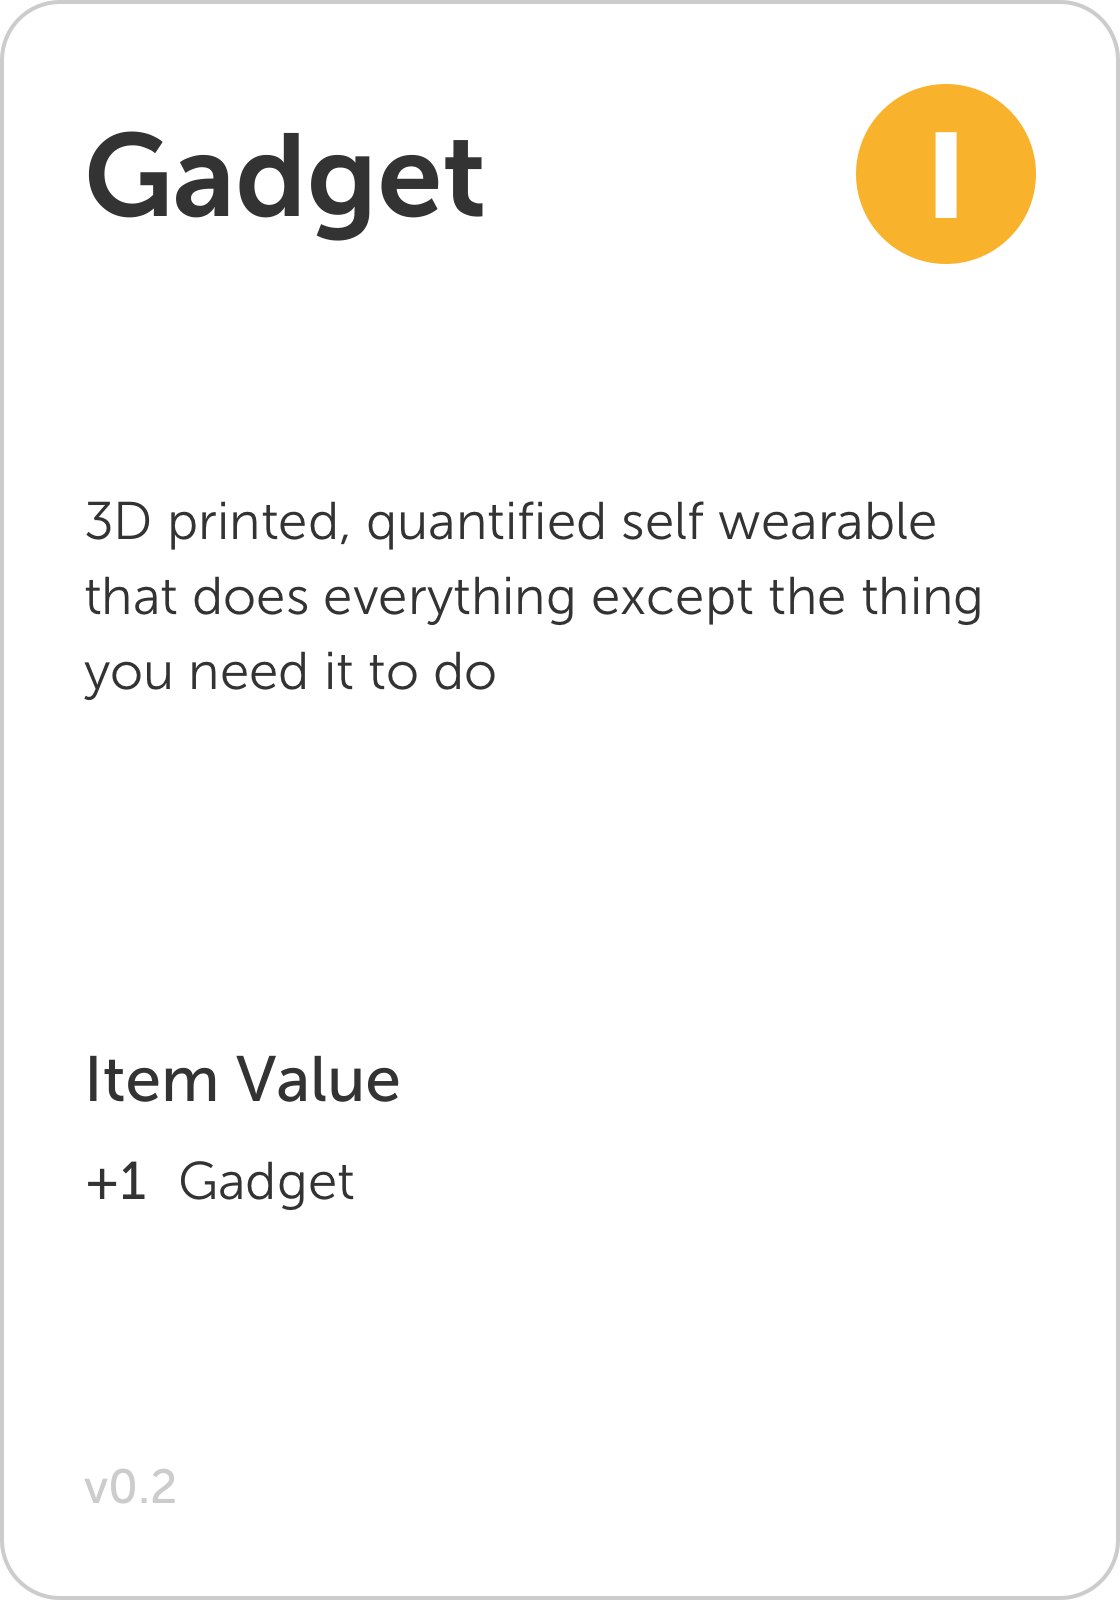 Gadget
I
3D printed, quantified self wearable
that does everything except the thing
you need it to do
Item Value
+1 Gadget
v0.2